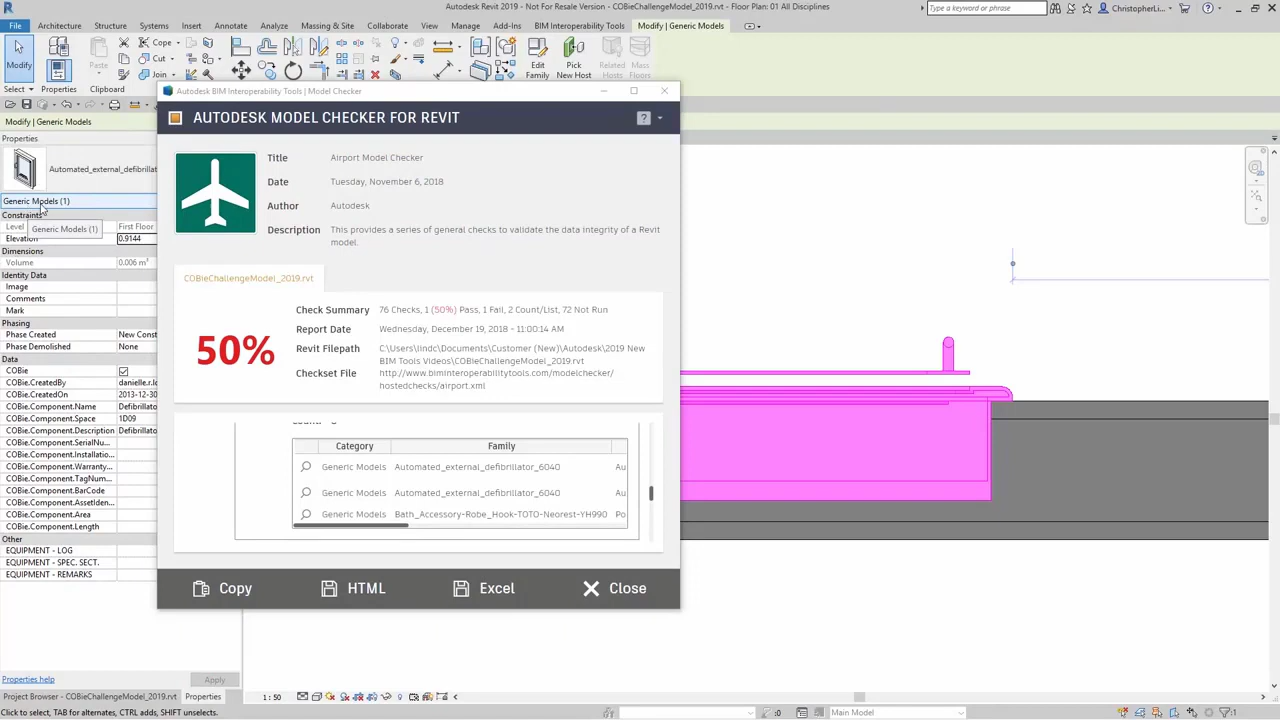 Autodesk Revit 2019 - Not For Resale Version - COBieChallengeModel_2019.rvt - Floor Plan: 01 All Disciplines
Type a keyword or phrase
ChristopherLi...
File Architecture Structure Systems Insert Annotate Analyze Massing & Site Collaborate View Manage Add-Ins BIM Interoperability Tools Modify | Generic Models
Modify
Properties
Paste
Cope
Cut
Join
Edit Family
Pick New Host
Related Hosts
Mass Floors
Select
Properties
Clipboard
Modify | Generic Models
Properties
Automated_external_defibrillat
Generic Models (1)
Constraints
Level First Floor
Generic Models (1)
Elevation 0.9144
Dimensions
Volume 0.006 m³
Identity Data
Image
Comments
Mark
Phasing
Phase Created New Const
Phase Demolished None
Data
COBie
COBie.CreatedBy danielle.r.lo
COBie.CreatedOn 2013-12-30
COBie.Component.Name Defibrillato
COBie.Component.Space 1D09
COBie.Component.Description Defibrillato
COBie.Component.SerialNu...
COBie.Component.Installatio...
COBie.Component.Warranty...
COBie.Component.TagNum...
COBie.Component.BarCode
COBie.Component.AssetIden...
COBie.Component.Area
COBie.Component.Length
Other
EQUIPMENT - LOG
EQUIPMENT - SPEC. SECT.
EQUIPMENT - REMARKS
Properties help
Apply
Project Browser - COBieChallengeModel_2019.rvt Properties
Autodesk BIM Interoperability Tools | Model Checker
AUTODESK MODEL CHECKER FOR REVIT
?
Title Airport Model Checker
Date Tuesday, November 6, 2018
Author Autodesk
Description This provides a series of general checks to validate the data integrity of a Revit
model.
COBieChallengeModel_2019.rvt
50%
Check Summary 76 Checks, 1 (50%) Pass, 1 Fail, 2 Count/List, 72 Not Run
Report Date Wednesday, December 19, 2018 - 11:00:14 AM
Revit Filepath C:\Users\lindc\Documents\Customer (New)\Autodesk\2019 New
BIM Tools Videos\COBieChallengeModel_2019.rvt
Checkset File http://www.biminteroperabilitytools.com/modelchecker/
hostedchecks/airport.xml
Category Family
Generic Models Automated_external_defibrillator_6040 Au
Generic Models Automated_external_defibrillator_6040 Au
Generic Models Bath_Accessory-Robe_Hook-TOTO-Neorest-YH990 Po
Copy HTML Excel Close
1 : 50
Click to select, TAB for alternates, CTRL adds, SHIFT unselects.
:0
Main Model
:1